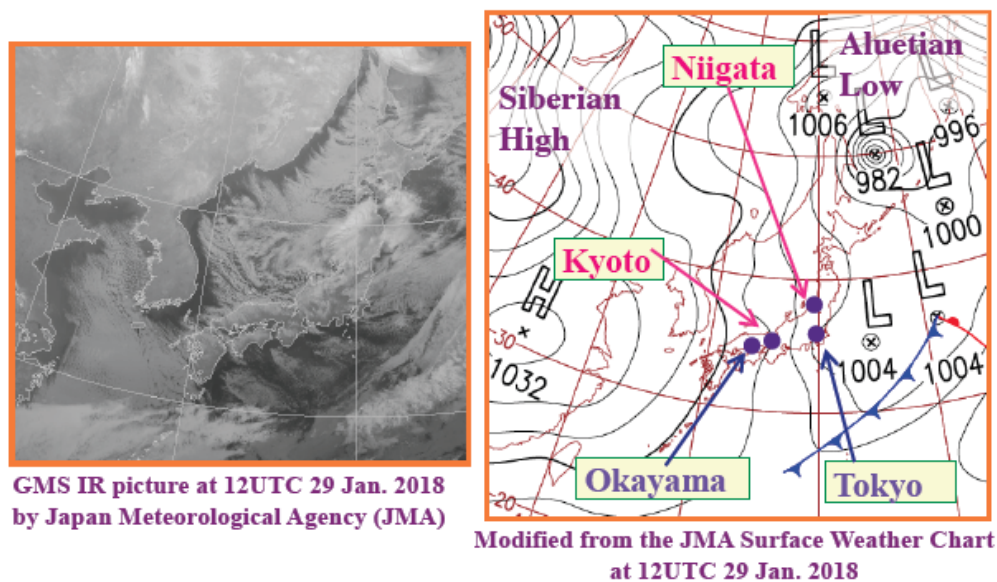 Niigata
Aluetian
Low
Siberian
High
L
L
L
50
1006
996
982
L
40
1000
Kyoto
H
L
L
30
1032
1004
1004
Okayama
Tokyo
20
GMS IR picture at 12UTC 29 Jan. 2018
by Japan Meteorological Agency (JMA)
Modified from the JMA Surface Weather Chart
at 12UTC 29 Jan. 2018